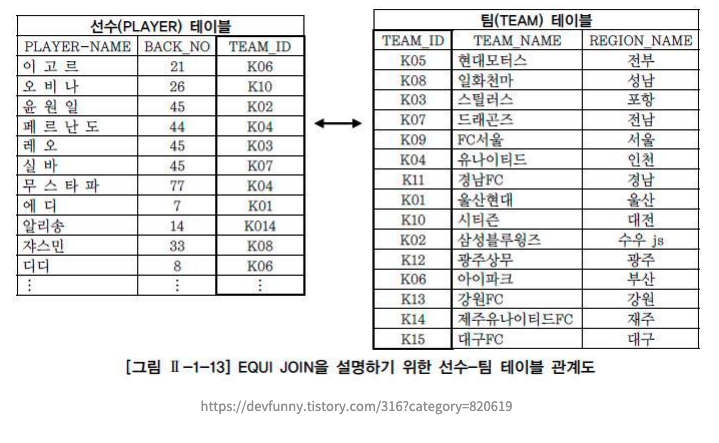 선수(PLAYER) 테이블
PLAYER-NAME BACK_NO TEAM_ID
이 고 르 21 K06
오 비 나 26 K10
윤 원 일 45 K02
페 르 난 도 44 K04
레 오 45 K03
실 바 45 K07
무 스 타 파 77 K04
에 디 7 K01
알리송 14 K014
쟈스민 33 K08
디디 8 K06
⋮ ⋮ ⋮
팀(TEAM) 테이블
TEAM_ID TEAM_NAME REGION_NAME
K05 현대모터스 전부
K08 일화천마 성남
K03 스틸러스 포항
K07 드래곤즈 전남
K09 FC서울 서울
K04 유나이티드 인천
K11 경남FC 경남
K01 울산현대 울산
K10 시티즌 대전
K02 삼성블루윙즈 수우 js
K12 광주상무 광주
K06 아이파크 부산
K13 강원FC 강원
K14 제주유나이티드FC 재주
K15 대구FC 대구
[그림 Ⅱ-1-13] EQUI JOIN을 설명하기 위한 선수-팀 테이블 관계도
https://devfunny.tistory.com/316?category=820619